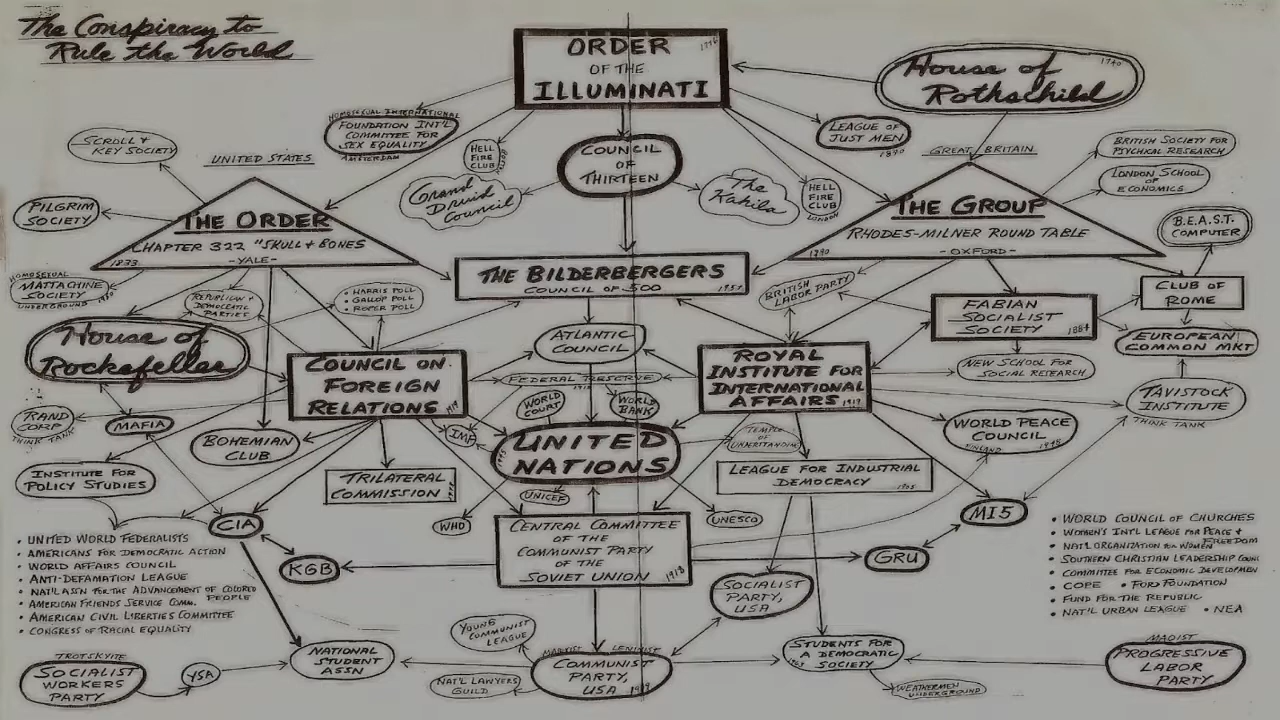 The Conspiracy to
Rule the World
ORDER
OF THE
ILLUMINATI
1776
House of
Rothschild
HOMOSEXUAL INTERNATIONAL
FOUNDATION INT'L
COMMITTEE FOR
SEX EQUALITY
AMSTERDAM
HELL
FIRE
CLUB
COUNCIL
OF
THIRTEEN
LEAGUE OF
JUST MEN
SCROLL &
KEY SOCIETY
UNITED STATES
GREAT BRITAIN
BRITISH SOCIETY FOR
PSYCHICAL RESEARCH
LONDON SCHOOL
OF
ECONOMICS
Grand
Druid
Council
The
Kahila
HELL
FIRE
CLUB
LONDON
PILGRIM
SOCIETY
THE ORDER
CHAPTER 322 "SKULL & BONES
-YALE-
1833
THE GROUP
RHODES-MILNER ROUND TABLE
-OXFORD-
B.E.A.S.T.
COMPUTER
HOMOSEXUAL
MATTACHINE
SOCIETY
UNDERGROUND
REPUBLICAN &
DEMOCRATIC
PARTIES
• HARRIS POLL
• GALLOP POLL
• ROPER POLL
THE BILDERBERGERS
COUNCIL OF 500
BRITISH
LABOR PARTY
FABIAN
SOCIALIST
SOCIETY
1884
CLUB OF
ROME
House of
Rockefeller
COUNCIL ON
FOREIGN
RELATIONS
ATLANTIC
COUNCIL
FEDERAL RESERVE
ROYAL
INSTITUTE FOR
INTERNATIONAL
AFFAIRS
EUROPEAN
COMMON MKT
NEW SCHOOL FOR
SOCIAL RESEARCH
RAND
CORP
THINK TANK
MAFIA
BOHEMIAN
CLUB
IMF
WORLD
COURT
WORLD
BANK
UNITED
NATIONS
TEMPLE
OF
UNDERSTANDING
WORLD PEACE
COUNCIL
FINLAND
TAVISTOCK
INSTITUTE
THINK TANK
INSTITUTE FOR
POLICY STUDIES
TRILATERAL
COMMISSION
UNICEF
LEAGUE FOR INDUSTRIAL
DEMOCRACY
1905
CIA
WHO
CENTRAL COMMITTEE
OF THE
COMMUNIST PARTY
OF THE
SOVIET UNION
UNESCO
MI5
KGB
GRU
• UNITED WORLD FEDERALISTS
• AMERICANS FOR DEMOCRATIC ACTION
• WORLD AFFAIRS COUNCIL
• ANTI-DEFAMATION LEAGUE
• NAT'L ASSN FOR THE ADVANCEMENT OF COLORED
PEOPLE
• AMERICAN FRIENDS SERVICE COMM.
• AMERICAN CIVIL LIBERTIES COMMITTEE
• CONGRESS OF RACIAL EQUALITY
• WORLD COUNCIL OF CHURCHES
• WOMEN'S INT'L LEAGUE FOR PEACE &
FREEDOM
• NAT'L ORGANIZATION FOR WOMEN
• SOUTHERN CHRISTIAN LEADERSHIP COUN
• COMMITTEE FOR ECONOMIC DEVELOPMEN
• COPE • FORD FOUNDATION
• FUND FOR THE REPUBLIC
• NAT'L URBAN LEAGUE • NEA
SOCIALIST
PARTY,
USA
YOUNG
COMMUNIST
LEAGUE
NATIONAL
STUDENT
ASSN
TROTSKYITE
SOCIALIST
WORKERS
PARTY
YSA
NAT'L LAWYERS
GUILD
MARXIST LENINIST
COMMUNIST
PARTY,
USA
1919
STUDENTS FOR
A DEMOCRATIC
SOCIETY
WEATHERMEN
UNDERGROUND
MAOIST
PROGRESSIVE
LABOR
PARTY